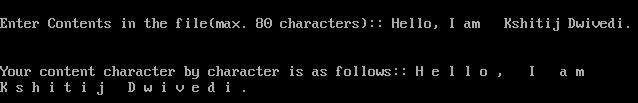 Enter Contents in the file(max. 80 characters):: Hello, I am   Kshitij Dwivedi.
Your content character by character is as follows:: H e l l o ,   I   a m
K s h i t i j   D w i v e d i .